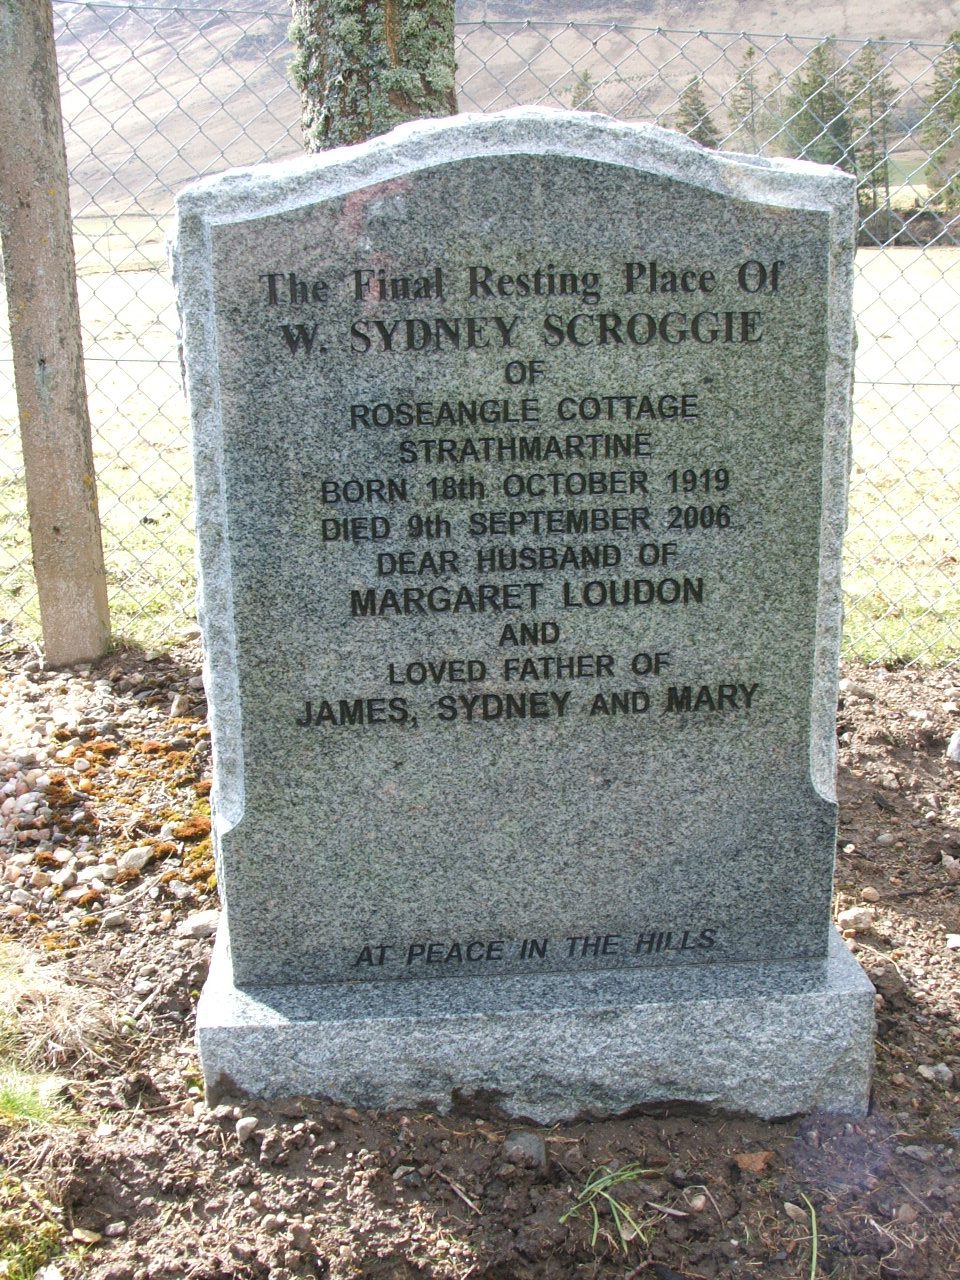 The Final Resting Place Of
W. SYDNEY SCROGGIE
OF
ROSEANGLE COTTAGE
STRATHMARTINE
BORN 18th OCTOBER 1919
DIED 9th SEPTEMBER 2006
DEAR HUSBAND OF
MARGARET LOUDON
AND
LOVED FATHER OF
JAMES, SYDNEY AND MARY
AT PEACE IN THE HILLS